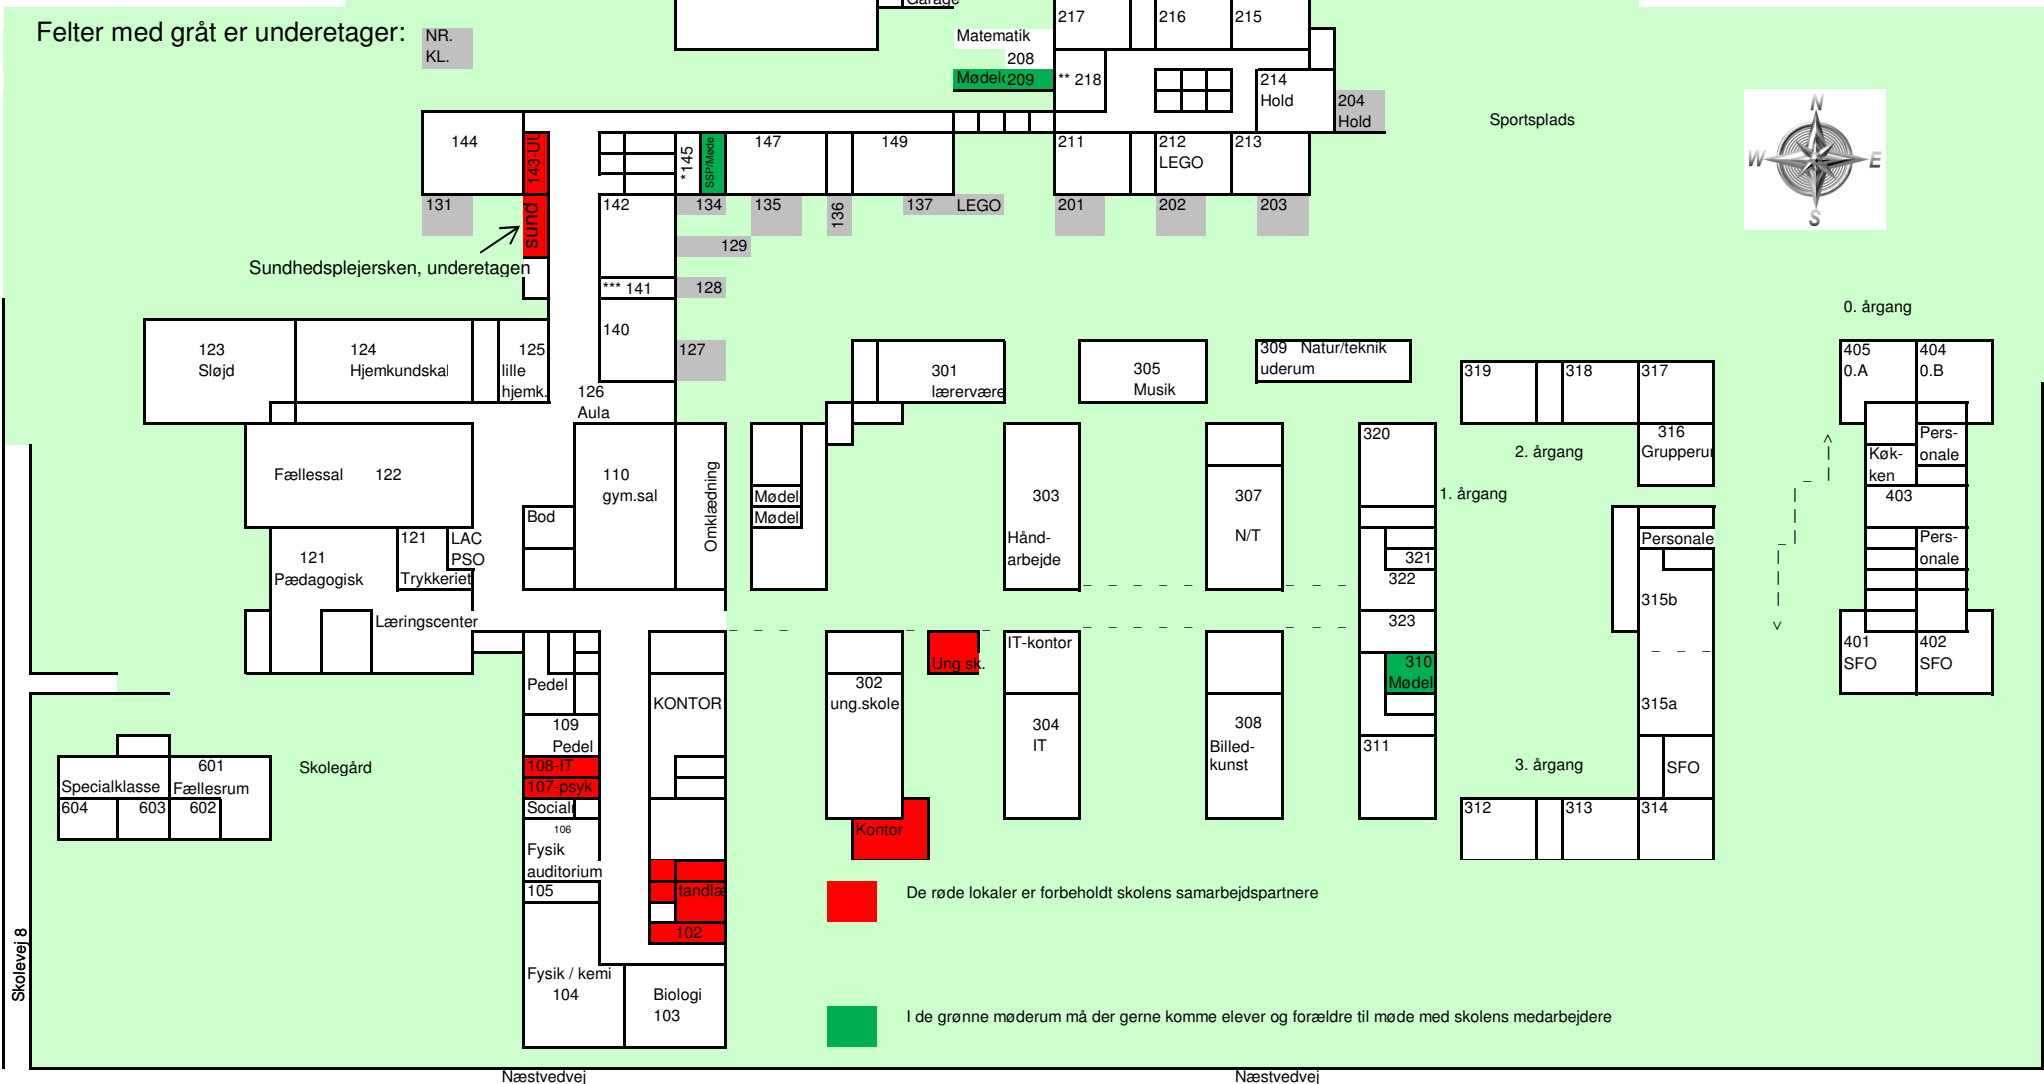 Garage
Felter med gråt er underetager:
NR.
KL.
217
216
215
Matematik
208
Mødelo
209
** 218
214
Hold
204
Hold
Sportsplads
N
W
E
S
144
143-UU
*145
SSP/Møde
147
149
211
212
LEGO
213
131
sund
142
134
135
136
137
LEGO
201
202
203
129
Sundhedsplejersken, underetagen
*** 141
128
140
127
0. årgang
123
Sløjd
124
Hjemkundskal
125
lille
hjemk.
126
Aula
301
lærervære
305
Musik
309 Natur/teknik
uderum
319
318
317
405
0.A
404
0.B
320
316
Grupperu
2. årgang
1. årgang
Pers-
onale
Køk-
ken
403
Pers-
onale
Fællessal 122
110
gym.sal
Omklædning
Mødel
Mødel
Bod
303
Hånd-
arbejde
307
N/T
321
322
323
Personale
315b
121
Pædagogisk
121
LAC
PSO
Trykkeriet
Læringscenter
401
SFO
402
SFO
Pedel
KONTOR
302
ung.skole
Ung sk.
IT-kontor
304
IT
308
Billed-
kunst
310
Mødel
311
315a
109
Pedel
108-IT
107-psyk
Social
106
Fysik
auditorium
105
Kontor
3. årgang
SFO
312
313
314
601
Specialklasse
Fællesrum
604
603
602
Skolegård
tandlæ
102
De røde lokaler er forbeholdt skolens samarbejdspartnere
Fysik / kemi
104
Biologi
103
I de grønne møderum må der gerne komme elever og forældre til møde med skolens medarbejdere
Skolevej 8
Næstvedvej
Næstvedvej